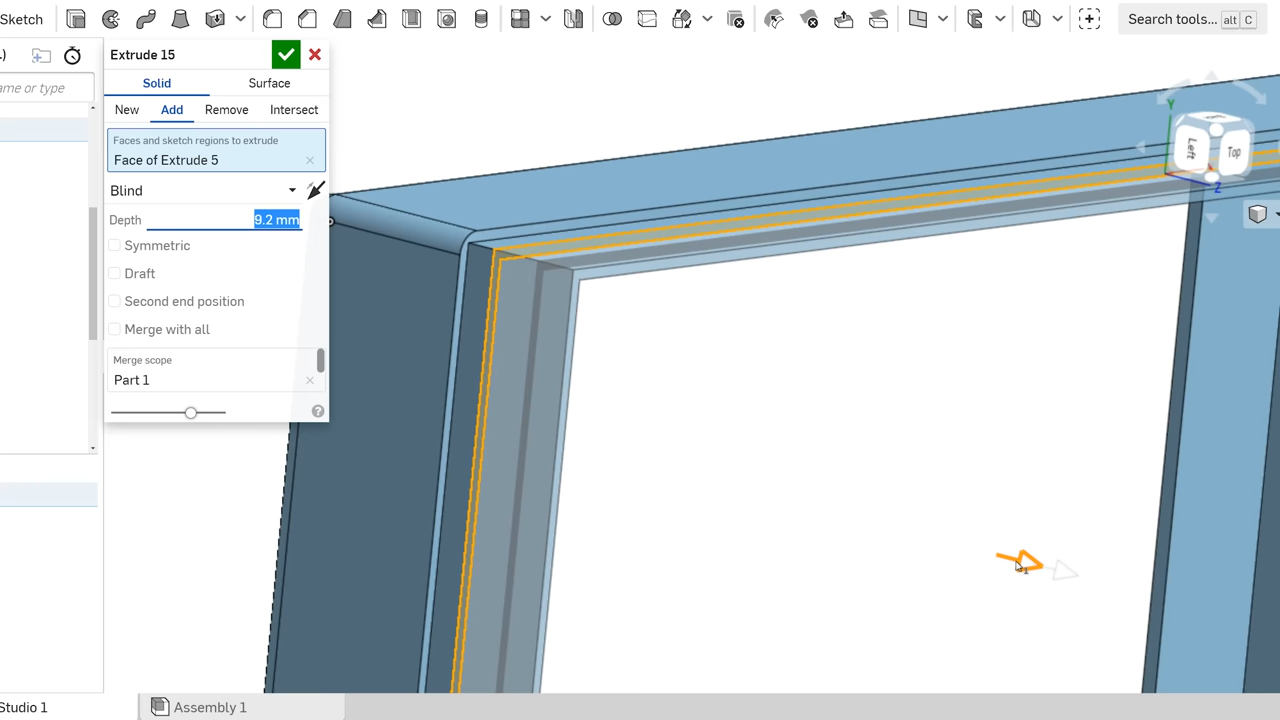 Sketch
Search tools... alt C
)
ame or type
Extrude 15
Solid Surface
New Add Remove Intersect
Faces and sketch regions to extrude
Face of Extrude 5
Blind
Depth 9.2 mm
Symmetric
Draft
Second end position
Merge with all
Merge scope
Part 1
Y
Left
Top
Z
Studio 1
Assembly 1